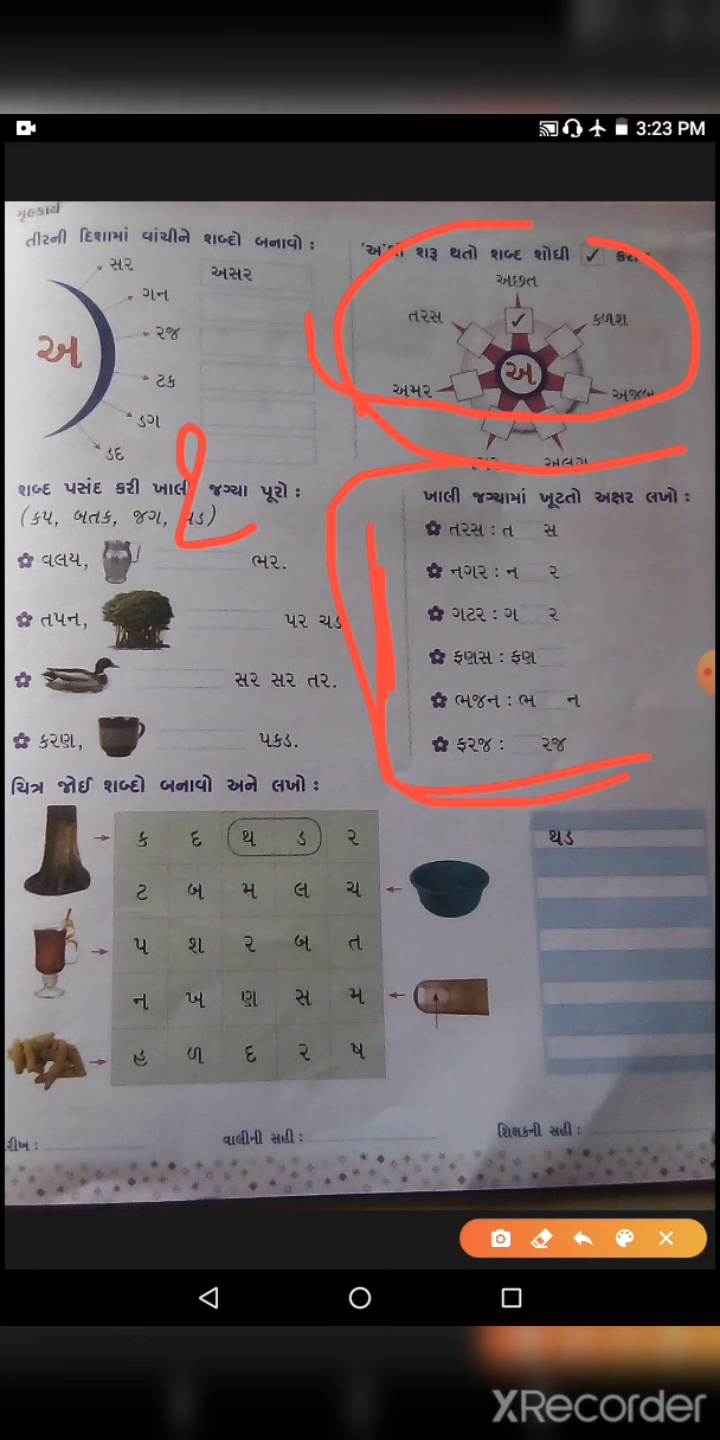 3:23 PM
ગૃહકાર્ય
તીરની દિશામાં વાંચીને શબ્દો બનાવો :
અ
સર
ગન
રજ
ટક
ડગ
ડદ
અસર
શરૂ થતો શબ્દ શોધી ✓
અછત
તરસ
કળશ
✓
અ
અમર
અજબ
અલગ
શબ્દ પસંદ કરી ખાલી જગ્યા પૂરો :
(કપ, બતક, જગ, વડ)
વલય, ભર.
તપન, પર ચડ
સર સર તર.
કરણ, પકડ.
ખાલી જગ્યામાં ખૂટતો અક્ષર લખો :
તરસ : ત સ
નગર : ન ર
ગટર : ગ ર
ફણસ : ફણ
ભજન : ભ ન
ફરજ : રજ
ચિત્ર જોઈ શબ્દો બનાવો અને લખો :
ક દ થ ડ ર
ટ બ મ લ ચ
પ શ ર બ ત
ન ખ ણ સ મ
હ ળ દ ર ષ
થડ
રીખ :
વાલીની સહી :
શિક્ષકની સહી :
XRecorder